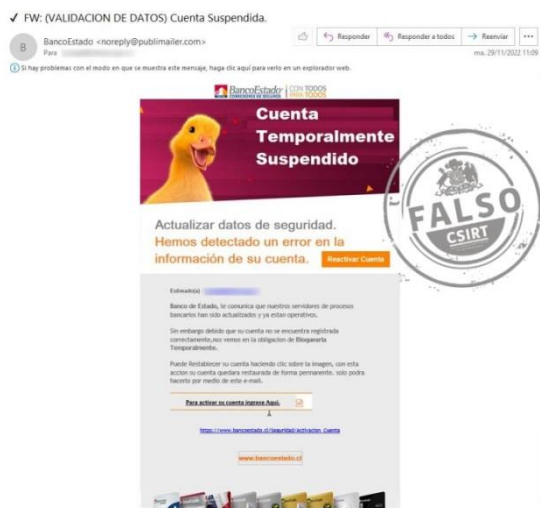 ✓ FW: (VALIDACION DE DATOS) Cuenta Suspendida.
B
BancoEstado <noreply@publimailer.com>
Para
Responder
Responder a todos
Reenviar
ma. 29/11/2022 11:09
Si hay problemas con el modo en que se muestra este mensaje, haga clic aquí para verlo en un explorador web.
BancoEstado
CORREDORES DE SEGUROS
CON TODOS
PARA TODOS
Cuenta
Temporalmente
Suspendido
FALSO
CSIRT
Actualizar datos de seguridad.
Hemos detectado un error en la
información de su cuenta.
Reactivar Cuenta
Estimado(a)
Banco de Estado, le comunica que nuestros servidores de procesos
bancarios han sido actualizados y ya estan operativos.
Sin embargo debido que su cuenta no se encuentra registrada
correctamente,nos vemos en la obligacion de Bloquearla
Temporalmente.
Puede Restablecer su cuenta haciendo clic sobre la imagen, con esta
accion su cuenta quedara restaurada de forma permanente. solo podra
hacerlo por medio de este e-mail.
Para activar su cuenta ingrese Aqui.
https://www.bancoestado.cl/Seguridad/Activacion_Cuenta
www.bancoestado.cl